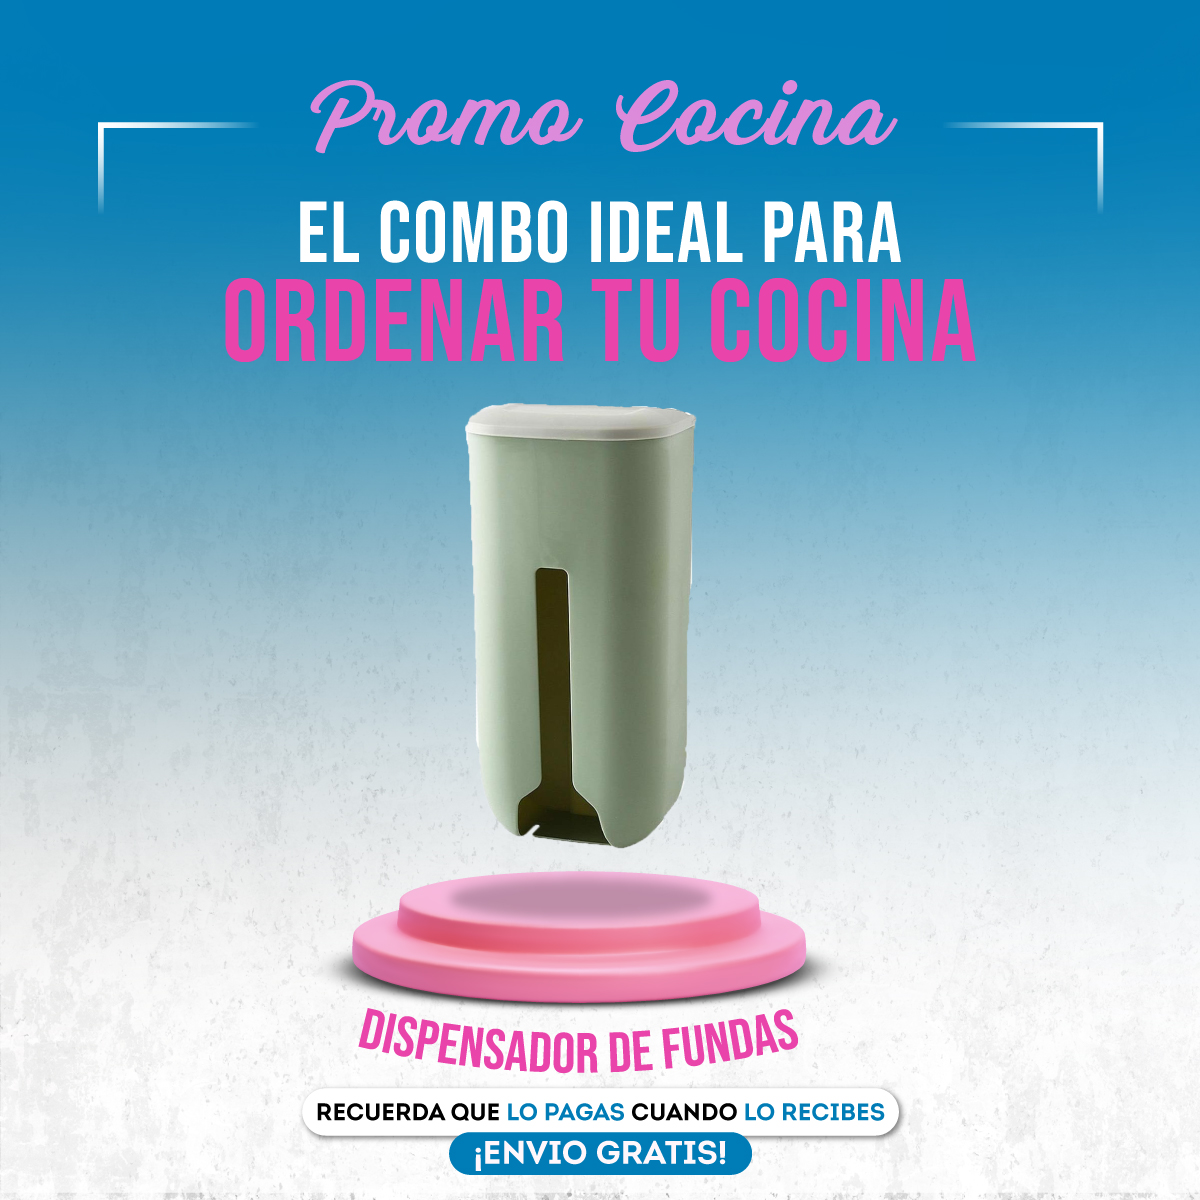 Promo Cocina
EL COMBO IDEAL PARA
ORDENAR TU COCINA
DISPENSADOR DE FUNDAS
RECUERDA QUE LO PAGAS CUANDO LO RECIBES
¡ENVIO GRATIS!